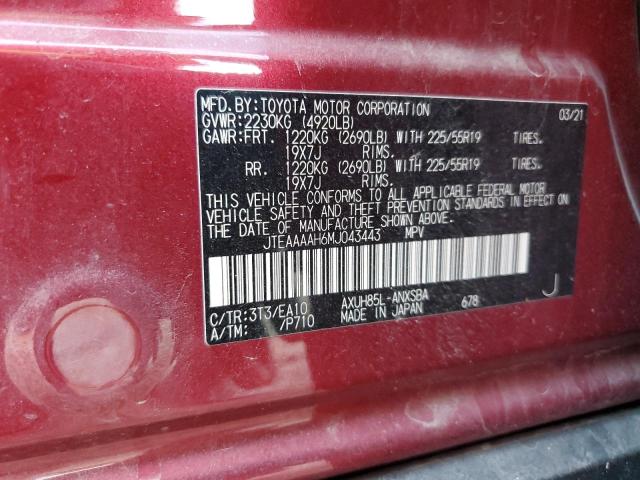 MFD. BY: TOYOTA MOTOR CORPORATION 03/21
GVWR: 2230KG (4920LB)
GAWR: FRT. 1220KG (2690LB) WITH 225/55R19 TIRES.
19X7J RIMS.
RR. 1220KG (2690LB) WITH 225/55R19 TIRES.
19X7J RIMS.
THIS VEHICLE CONFORMS TO ALL APPLICABLE FEDERAL MOTOR
VEHICLE SAFETY AND THEFT PREVENTION STANDARDS IN EFFECT ON
THE DATE OF MANUFACTURE SHOWN ABOVE.
JTEAAAAH6MJ043443 MPV
C/TR: 3T3/EA10 AXUH85L-ANXSBA 678 J
A/TM: /P710 MADE IN JAPAN